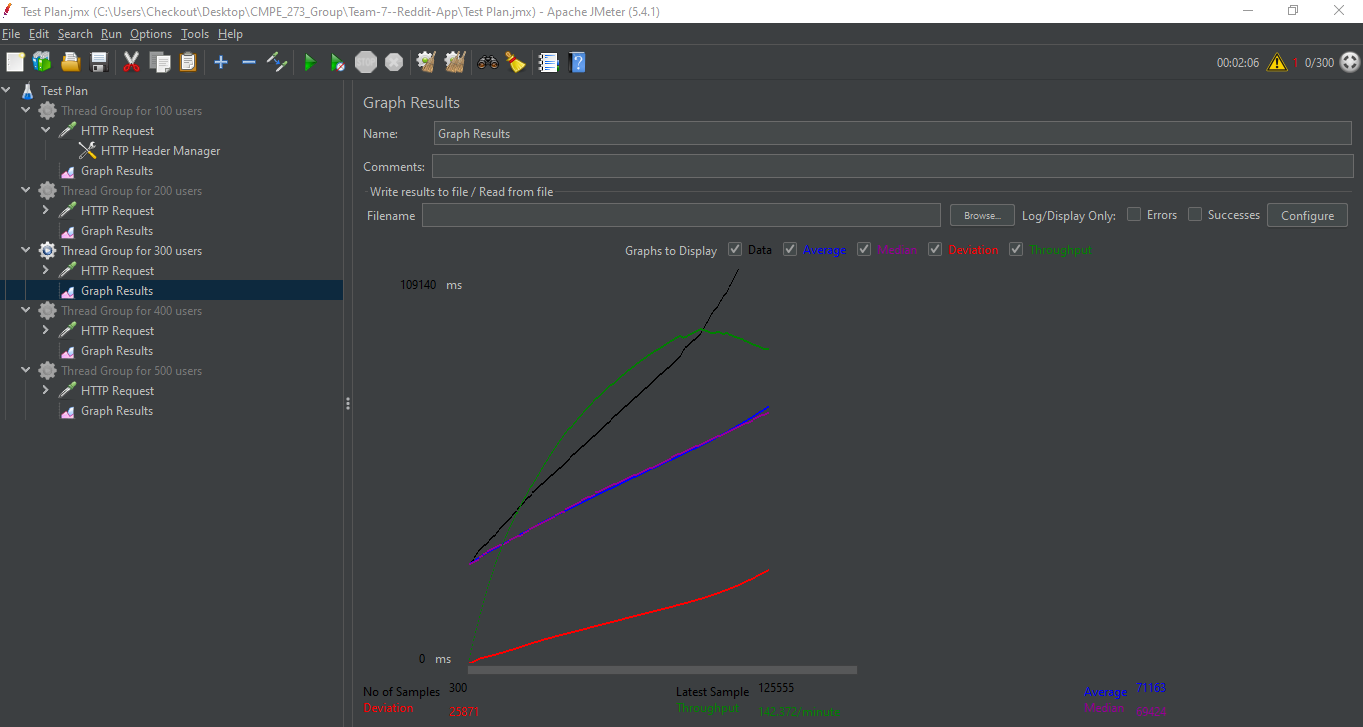 Test Plan.jmx (C:\Users\Checkout\Desktop\CMPE_273_Group\Team-7--Reddit-App\Test Plan.jmx) - Apache JMeter (5.4.1)
File Edit Search Run Options Tools Help
STOP 00:02:06 1 0/300
Test Plan
Thread Group for 100 users
HTTP Request
HTTP Header Manager
Graph Results
Thread Group for 200 users
HTTP Request
Graph Results
Thread Group for 300 users
HTTP Request
Graph Results
Thread Group for 400 users
HTTP Request
Graph Results
Thread Group for 500 users
HTTP Request
Graph Results
Graph Results
Name: Graph Results
Comments:
Write results to file / Read from file
Filename Browse... Log/Display Only: Errors Successes Configure
Graphs to Display Data Average Median Deviation Throughput
109140 ms
0 ms
No of Samples 300 Latest Sample 125555 Average 71163
Deviation 25871 Throughput 142.372/minute Median